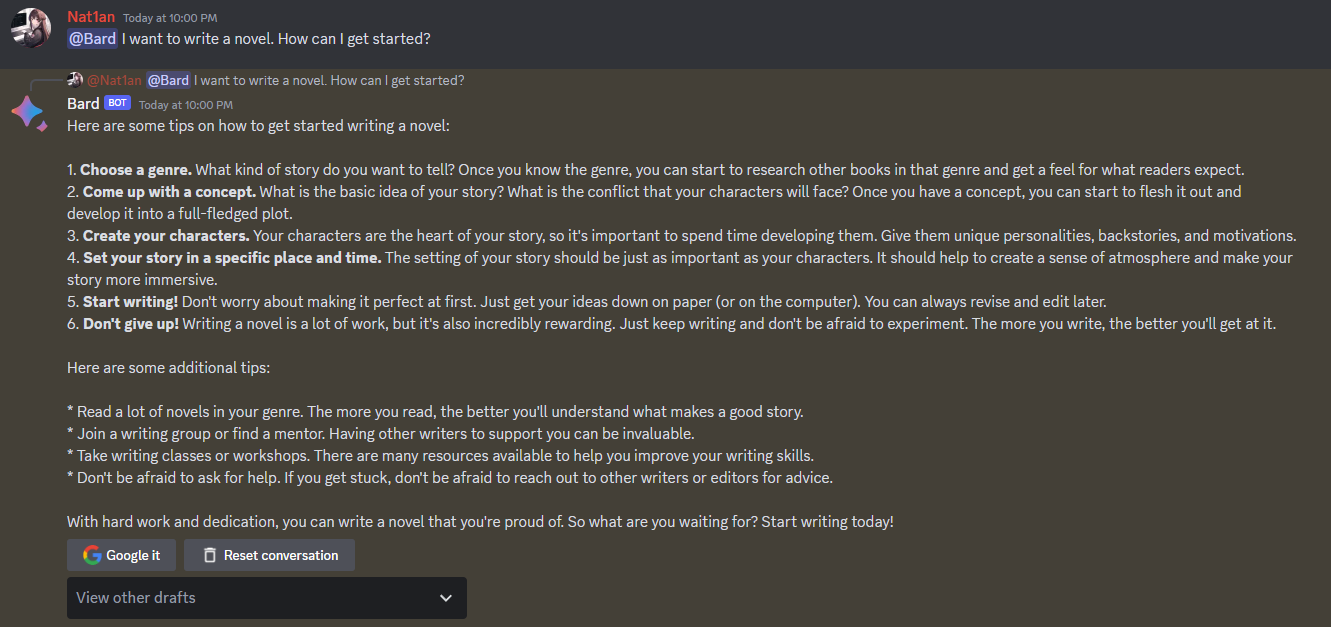 Nat1an Today at 10:00 PM
@Bard I want to write a novel. How can I get started?
@Nat1an @Bard I want to write a novel. How can I get started?
Bard BOT Today at 10:00 PM
Here are some tips on how to get started writing a novel:
1. Choose a genre. What kind of story do you want to tell? Once you know the genre, you can start to research other books in that genre and get a feel for what readers expect.
2. Come up with a concept. What is the basic idea of your story? What is the conflict that your characters will face? Once you have a concept, you can start to flesh it out and
develop it into a full-fledged plot.
3. Create your characters. Your characters are the heart of your story, so it's important to spend time developing them. Give them unique personalities, backstories, and motivations.
4. Set your story in a specific place and time. The setting of your story should be just as important as your characters. It should help to create a sense of atmosphere and make your
story more immersive.
5. Start writing! Don't worry about making it perfect at first. Just get your ideas down on paper (or on the computer). You can always revise and edit later.
6. Don't give up! Writing a novel is a lot of work, but it's also incredibly rewarding. Just keep writing and don't be afraid to experiment. The more you write, the better you'll get at it.
Here are some additional tips:
* Read a lot of novels in your genre. The more you read, the better you'll understand what makes a good story.
* Join a writing group or find a mentor. Having other writers to support you can be invaluable.
* Take writing classes or workshops. There are many resources available to help you improve your writing skills.
* Don't be afraid to ask for help. If you get stuck, don't be afraid to reach out to other writers or editors for advice.
With hard work and dedication, you can write a novel that you're proud of. So what are you waiting for? Start writing today!
Google it Reset conversation
View other drafts